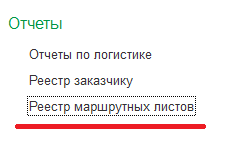 Отчеты
Отчеты по логистике
Реестр заказчику
Реестр маршрутных листов